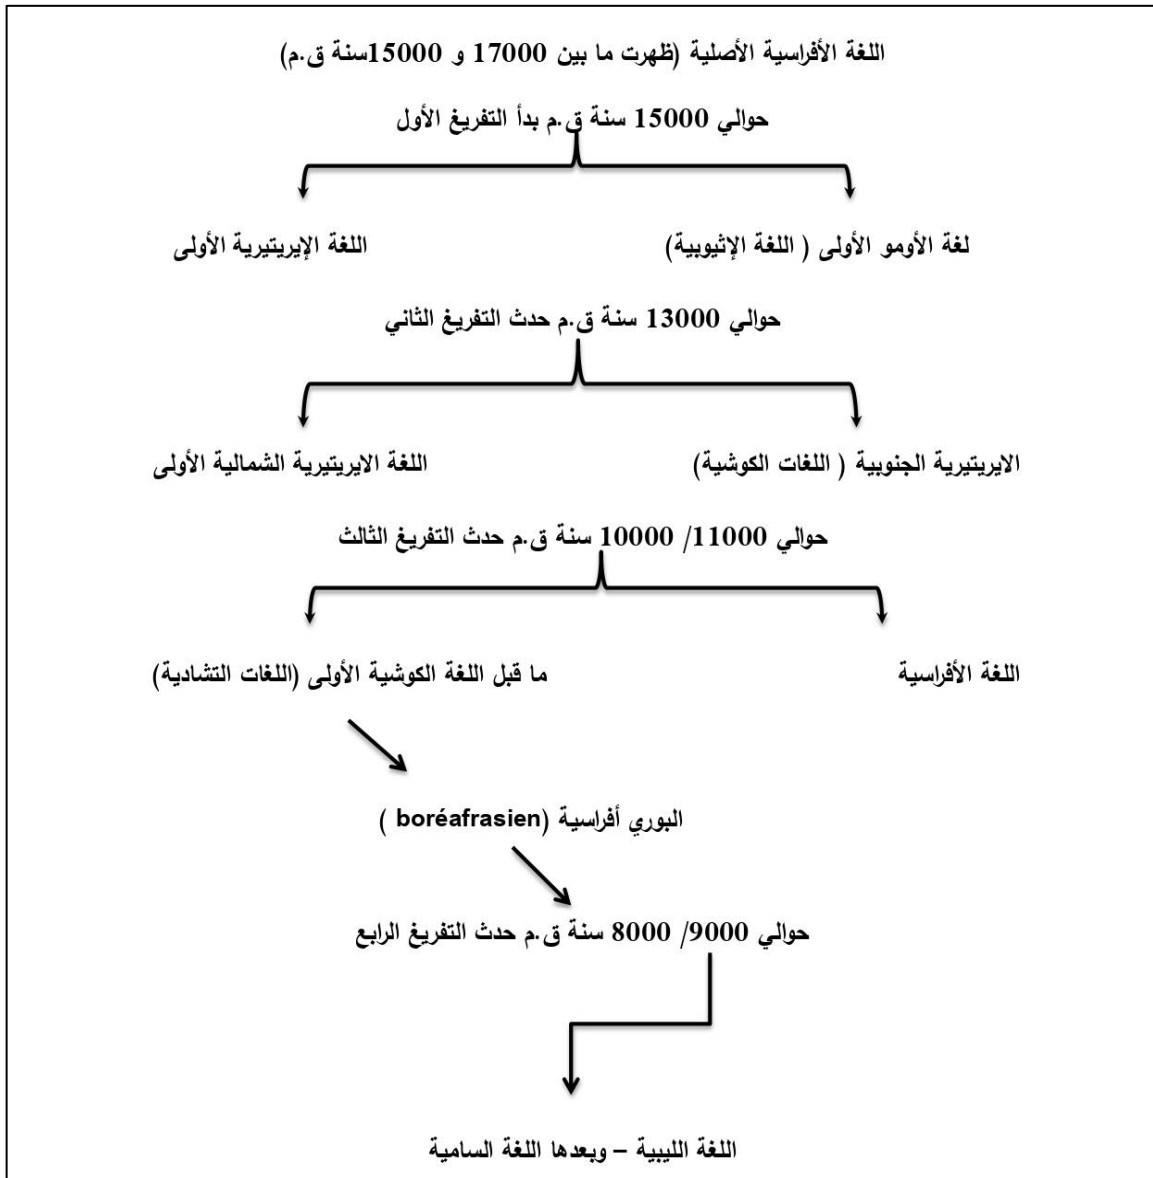 اللغة الأفراسية الأصلية (ظهرت ما بين 17000 و 15000سنة ق.م)
حوالي 15000 سنة ق.م بدأ التفريغ الأول
لغة الأومو الأولى ( اللغة الإثيوبية)
اللغة الإيريتيرية الأولى
حوالي 13000 سنة ق.م حدث التفريغ الثاني
الايريتيرية الجنوبية ( اللغات الكوشية)
اللغة الايريتيرية الشمالية الأولى
حوالي 11000/ 10000 سنة ق.م حدث التفريغ الثالث
اللغة الأفراسية
ما قبل اللغة الكوشية الأولى (اللغات التشادية)
البوري أفراسية (boréafrasien )
حوالي 9000/ 8000 سنة ق.م حدث التفريغ الرابع
اللغة الليبية – وبعدها اللغة السامية